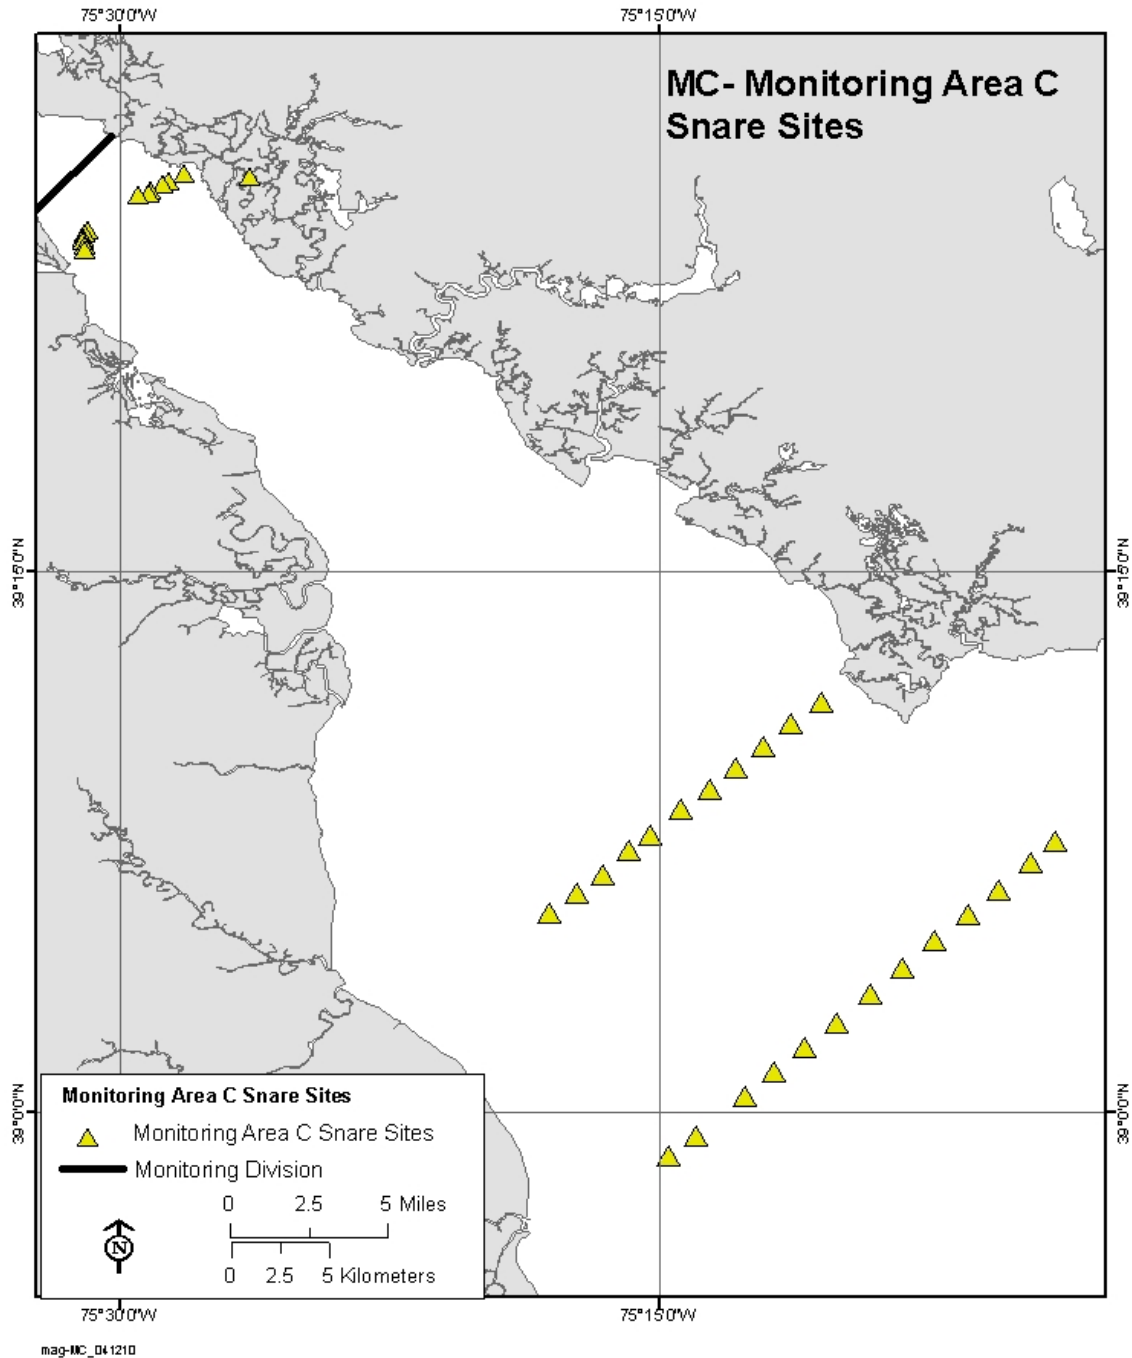 75°30'0"W
75°15'0"W
MC- Monitoring Area C
Snare Sites
39°15'0"N
39°15'0"N
39°0'0"N
39°0'0"N
Monitoring Area C Snare Sites
Monitoring Area C Snare Sites
Monitoring Division
0 2.5 5 Miles
N
0 2.5 5 Kilometers
75°30'0"W
75°15'0"W
mag-MC_041210